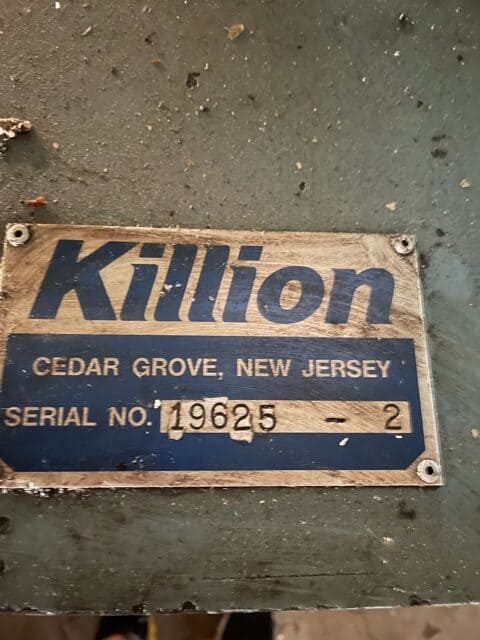 Killion
CEDAR GROVE, NEW JERSEY
SERIAL NO. 19625 - 2